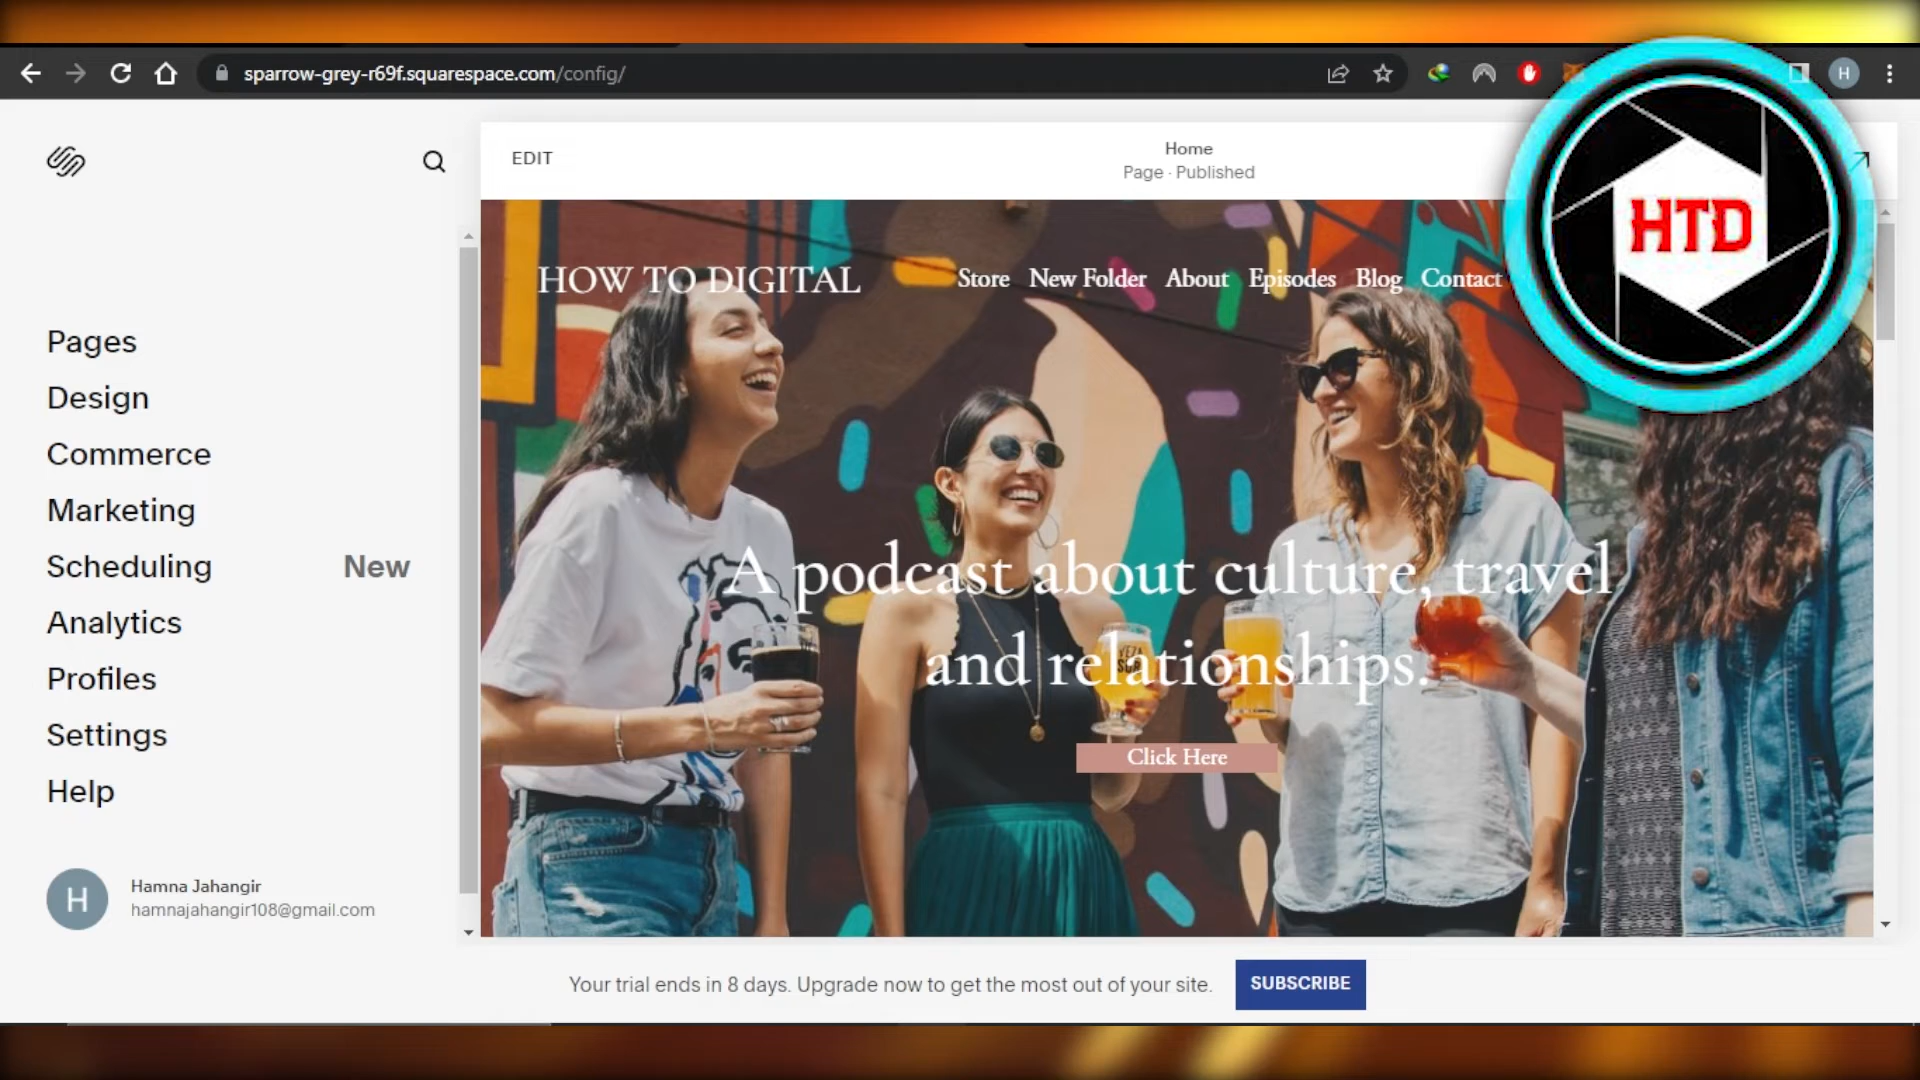 sparrow-grey-r69f.squarespace.com/config/
H
HTD
EDIT
Home
Page · Published
HOW TO DIGITAL
Store New Folder About Episodes Blog Contact
Pages
Design
Commerce
Marketing
Scheduling New
Analytics
Profiles
Settings
Help
A podcast about culture, travel
and relationships.
Click Here
H
Hamna Jahangir
hamnajahangir108@gmail.com
Your trial ends in 8 days. Upgrade now to get the most out of your site.
SUBSCRIBE